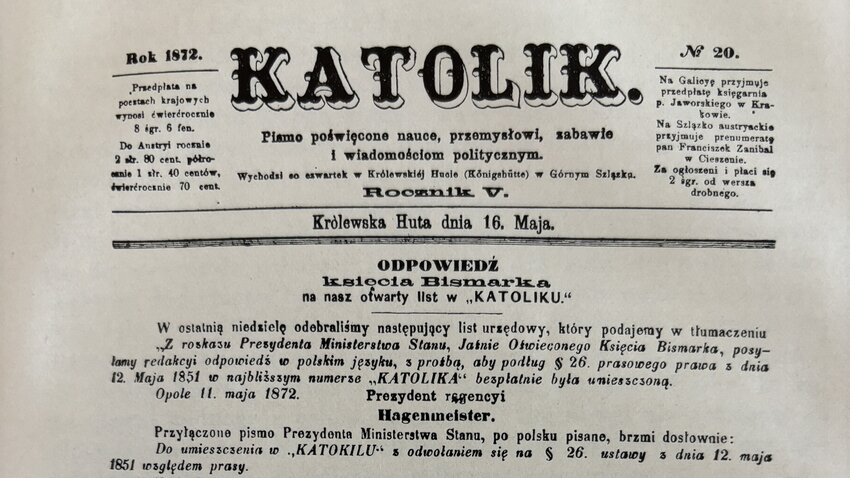 Rok 1872.
KATOLIK.
№ 20.
Przedpłata na
pocztach krajowych
wynosi ćwierćrocznie
8 śgr. 6 fen.
Do Austryi rocznie
2 złr. 80 cent. półro-
cznie 1 złr. 40 centów,
ćwierćrocznie 70 cent.
Pismo poświęcone nauce, przemysłowi, zabawie
i wiadomościom politycznym.
Wychodzi co czwartek w Królewskiéj Hucie (Königshütte) w Górnym Szlązku.
Rocznik V.
Na Galicyę przyjmuje
przedpłatę księgarnia
p. Jaworskiego w Kra-
kowie.
Na Szlązko austryackie
przyjmuje prenumeratę
pan Franciszek Zanibal
w Cieszenie.
Za ogłoszeni i płaci się
2 śgr. od wersza
drobnego.
Królewska Huta dnia 16. Maja.
ODPOWIEDŹ
księcia Bismarka
na nasz otwarty list w „KATOLIKU."
W ostatnią niedzielę odebraliśmy następujący list urzędowy, który podajemy w tłumaczeniu
„Z roskazu Prezydenta Ministerstwa Stanu, Jaśnie Oświeconego Księcia Bismarka, posy-
łamy redakcyi odpowiedź w polskim języku, z prośbą, aby podług § 26. prasowego prawa z dnia
12. Maja 1851 w najbliższym numerze „KATOLIKA" bezpłatnie była umieszczoną.
Opole 11. maja 1872. Prezydent regencyi
Hagenmeister.
Przyłączone pismo Prezydenta Ministerstwa Stanu, po polsku pisane, brzmi dosłownie:
Do umieszczenia w „KATOKILU" z odwołaniem się na § 26. ustawy z dnia 12. maja
1851 względem prasy.